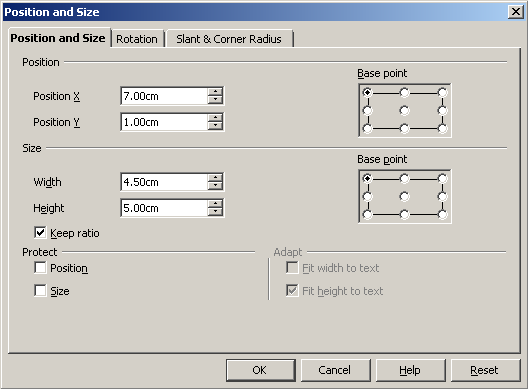 Position and Size
Position and Size Rotation Slant & Corner Radius
Position
Base point
Position X 7.00cm
Position Y 1.00cm
Size
Base point
Width 4.50cm
Height 5.00cm
Keep ratio
Protect Adapt
Position Fit width to text
Size Fit height to text
OK Cancel Help Reset